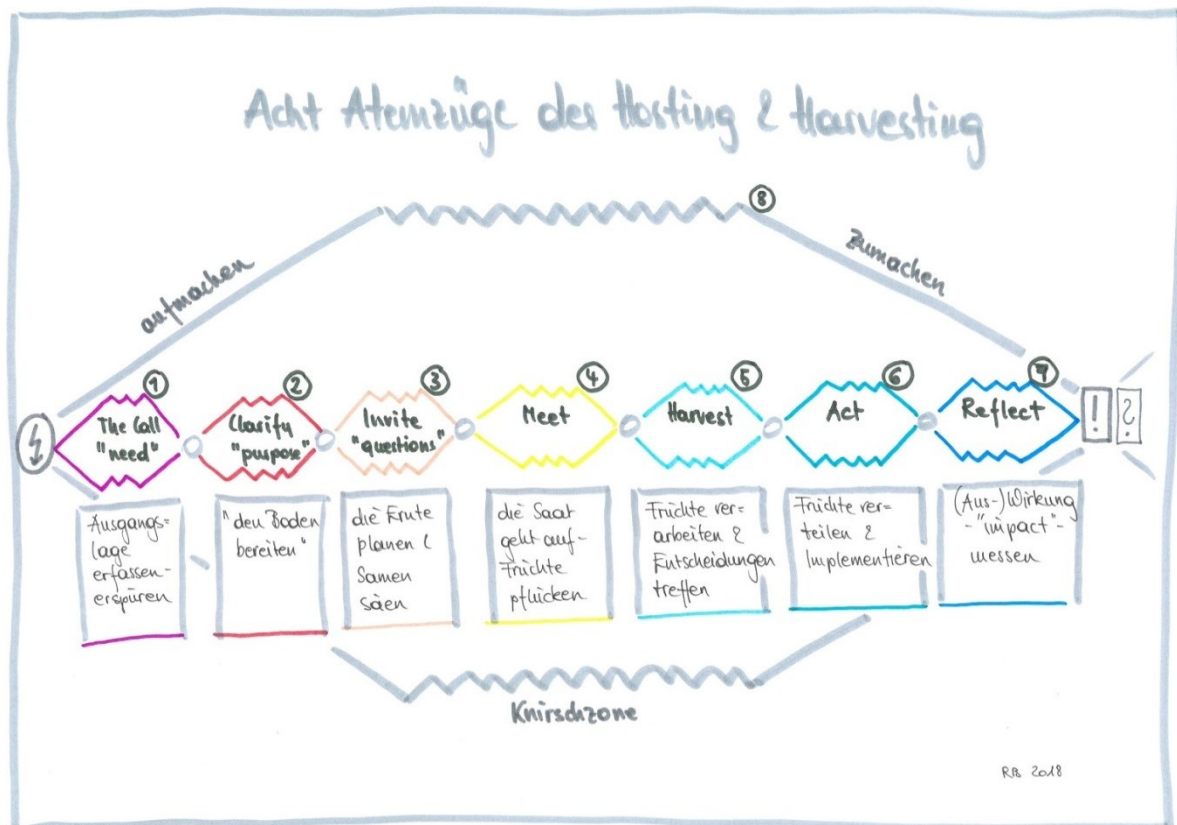 Acht Atemzüge des Hosting & Harvesting
8
aufmachen
zumachen
1
The Call
"need"
2
Clarify
"purpose"
3
Invite
"questions"
4
Meet
5
Harvest
6
Act
7
Reflect
!
?
Ausgangs=
lage
erfassen-
erspüren
"den Boden
bereiten"
die Ernte
planen &
Samen
säen
die Saat
geht auf-
Früchte
pflücken
Früchte ver=
arbeiten &
Entscheidungen
treffen
Früchte ver=
teilen &
Implementieren
(Aus-)Wirkung
-"impact"-
messen
Knirschzone
RB 2018